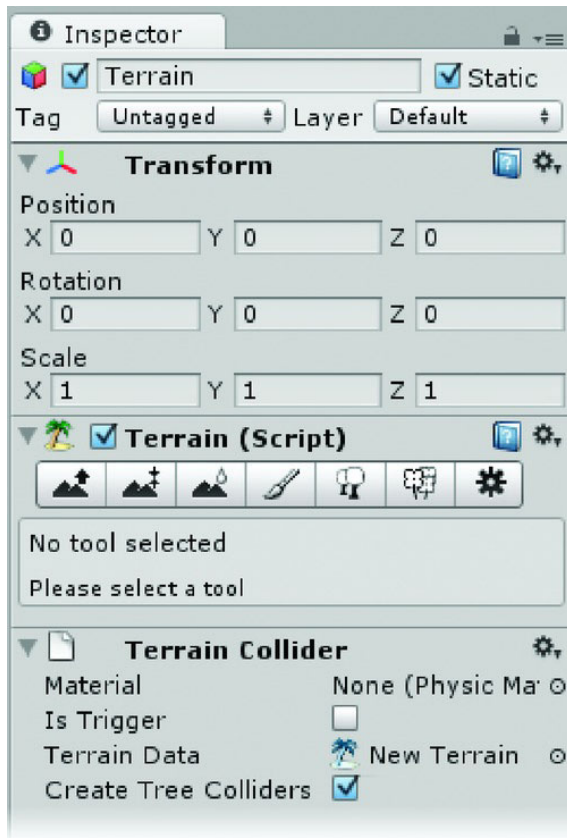 Inspector
Terrain Static
Tag Untagged Layer Default
Transform
Position
X 0 Y 0 Z 0
Rotation
X 0 Y 0 Z 0
Scale
X 1 Y 1 Z 1
Terrain (Script)
No tool selected
Please select a tool
Terrain Collider
Material None (Physic Mat
Is Trigger
Terrain Data New Terrain
Create Tree Colliders